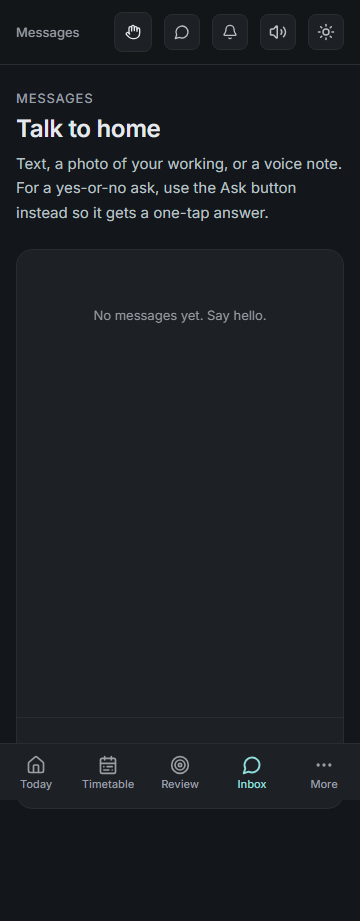 Messages
MESSAGES
Talk to home
Text, a photo of your working, or a voice note.
For a yes-or-no ask, use the Ask button
instead so it gets a one-tap answer.
No messages yet. Say hello.
Today
Timetable
Review
Inbox
More